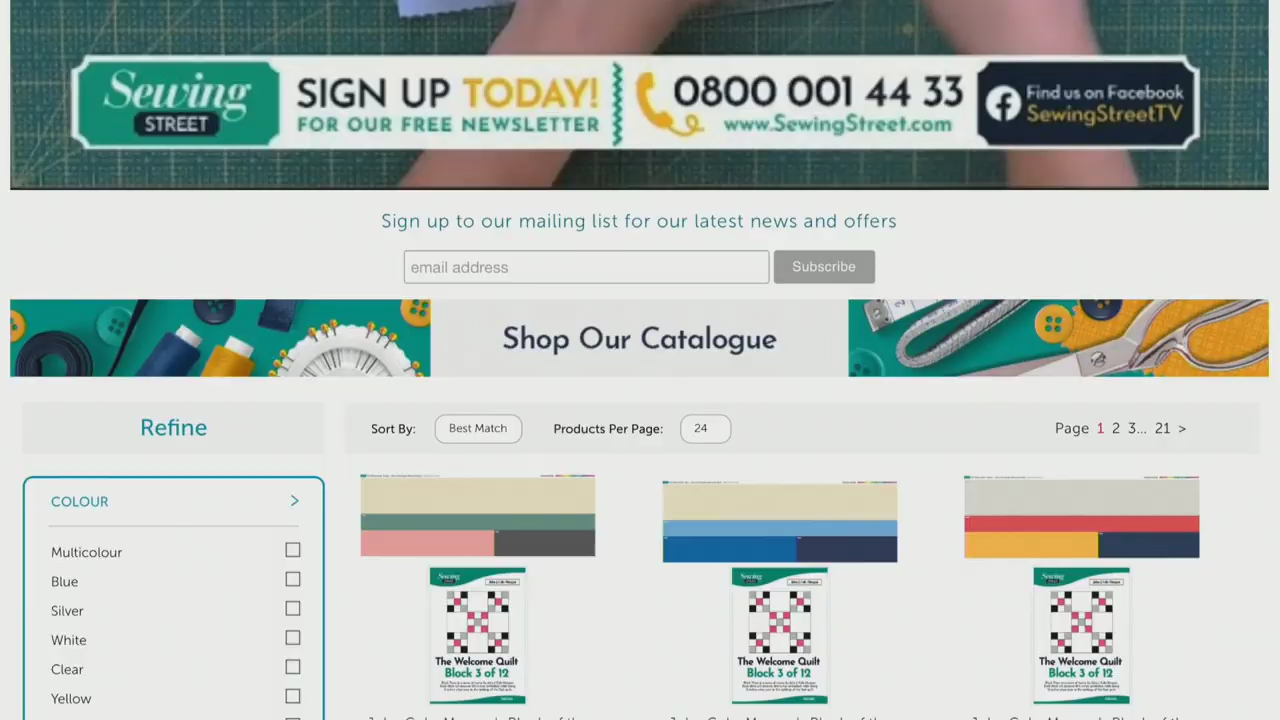 Sewing
STREET
SIGN UP TODAY!
FOR OUR FREE NEWSLETTER
0800 001 44 33
www.SewingStreet.com
Find us on Facebook
SewingStreetTV
Sign up to our mailing list for our latest news and offers
email address
Subscribe
Shop Our Catalogue
Refine
Sort By:
Best Match
Products Per Page:
24
Page 1 2 3... 21 >
COLOUR >
Multicolour
Blue
Silver
White
Clear
Yellow
Sewing
The Welcome Quilt
Block 3 of 12
Sewing
The Welcome Quilt
Block 3 of 12
Sewing
The Welcome Quilt
Block 3 of 12